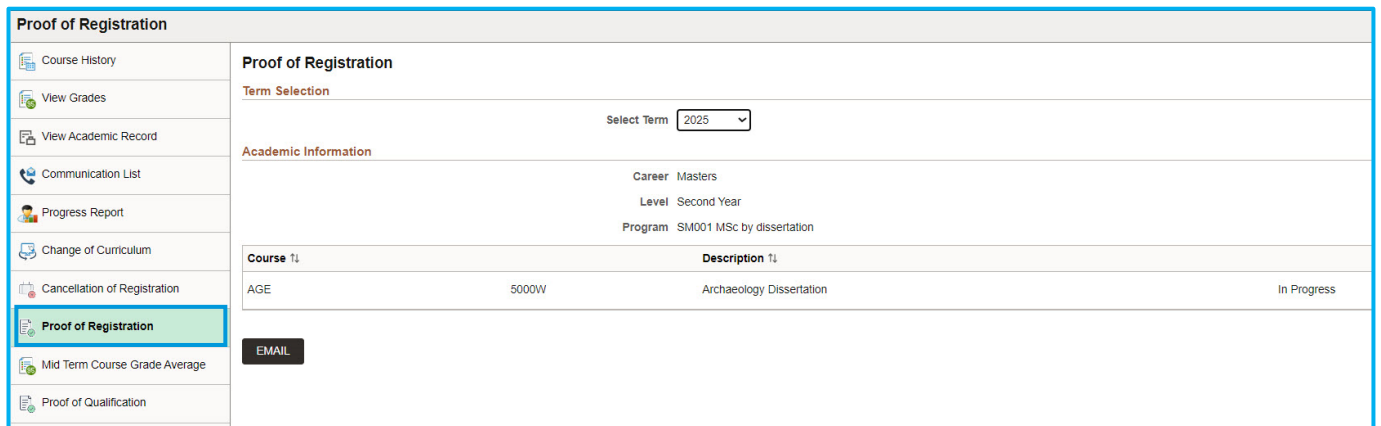 Proof of Registration
Course History
View Grades
View Academic Record
Communication List
Progress Report
Change of Curriculum
Cancellation of Registration
Proof of Registration
Mid Term Course Grade Average
Proof of Qualification
Proof of Registration
Term Selection
Select Term 2025
Academic Information
Career Masters
Level Second Year
Program SM001 MSc by dissertation
Course Description
AGE 5000W Archaeology Dissertation In Progress
EMAIL